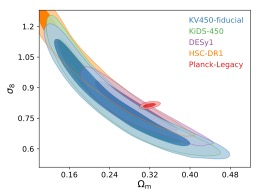 KV450-fiducial
KiDS-450
DESy1
HSC-DR1
Planck-Legacy
1.2
1.05
0.9
0.75
0.6
σ8
0.16 0.24 0.32 0.40 0.48
Ωm